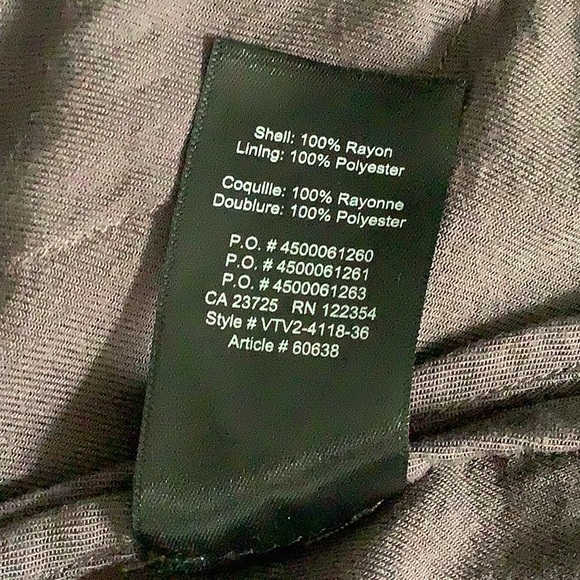 Shell: 100% Rayon
Lining: 100% Polyester
Coquille: 100% Rayonne
Doublure: 100% Polyester
P.O. # 4500061260
P.O. # 4500061261
P.O. # 4500061263
CA 23725 RN 122354
Style # VTV2-4118-36
Article # 60638